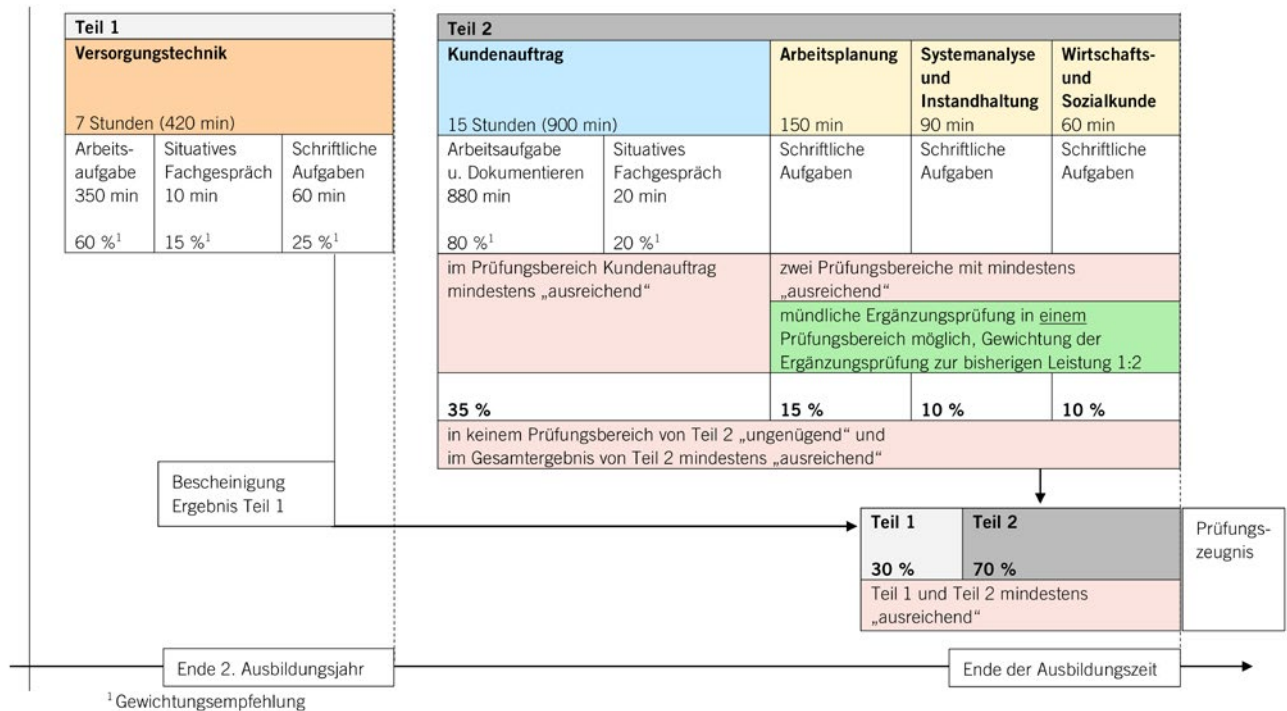 Teil 1
Versorgungstechnik
7 Stunden (420 min)
Arbeits-
aufgabe
350 min
60 %¹
Situatives
Fachgespräch
10 min
15 %¹
Schriftliche
Aufgaben
60 min
25 %¹
Teil 2
Kundenauftrag
15 Stunden (900 min)
Arbeitsplanung
150 min
Systemanalyse
und
Instandhaltung
90 min
Wirtschafts-
und
Sozialkunde
60 min
Arbeitsaufgabe
u. Dokumentieren
880 min
80 %¹
Situatives
Fachgespräch
20 min
20 %¹
Schriftliche
Aufgaben
Schriftliche
Aufgaben
Schriftliche
Aufgaben
im Prüfungsbereich Kundenauftrag
mindestens „ausreichend“
zwei Prüfungsbereiche mit mindestens
„ausreichend“
mündliche Ergänzungsprüfung in einem
Prüfungsbereich möglich, Gewichtung der
Ergänzungsprüfung zur bisherigen Leistung 1:2
35 %
15 %
10 %
10 %
in keinem Prüfungsbereich von Teil 2 „ungenügend“ und
im Gesamtergebnis von Teil 2 mindestens „ausreichend“
Bescheinigung
Ergebnis Teil 1
Teil 1
30 %
Teil 2
70 %
Teil 1 und Teil 2 mindestens
„ausreichend“
Prüfungs-
zeugnis
Ende 2. Ausbildungsjahr
Ende der Ausbildungszeit
¹ Gewichtungsempfehlung